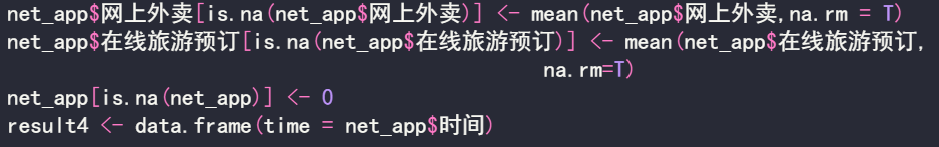 net_app$网上外卖[is.na(net_app$网上外卖)] <- mean(net_app$网上外卖,na.rm = T)
net_app$在线旅游预订[is.na(net_app$在线旅游预订)] <- mean(net_app$在线旅游预订,
na.rm=T)
net_app[is.na(net_app)] <- 0
result4 <- data.frame(time = net_app$时间)